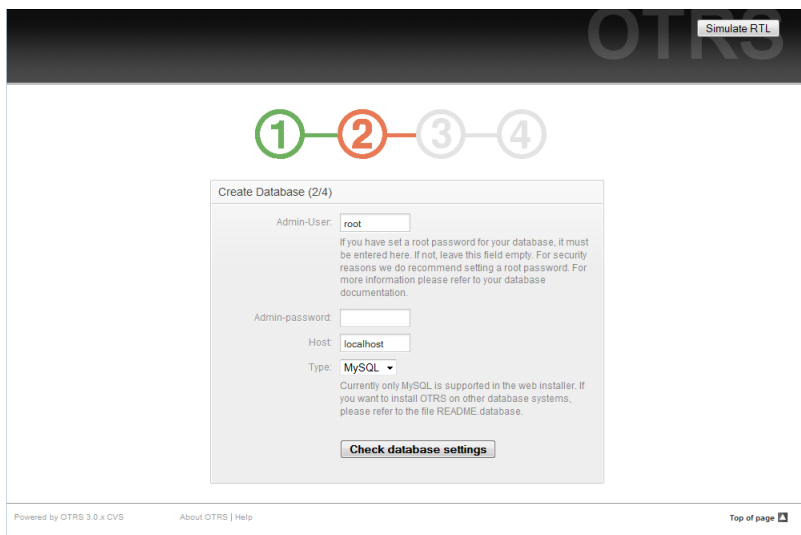 OTRS
Simulate RTL
1
2
3
4
Create Database (2/4)
Admin-User: root
If you have set a root password for your database, it must
be entered here. If not, leave this field empty. For security
reasons we do recommend setting a root password. For
more information please refer to your database
documentation.
Admin-password:
Host: localhost
Type: MySQL
Currently only MySQL is supported in the web installer. If
you want to install OTRS on other database systems,
please refer to the file README.database.
Check database settings
Powered by OTRS 3.0.x CVS
About OTRS | Help
Top of page